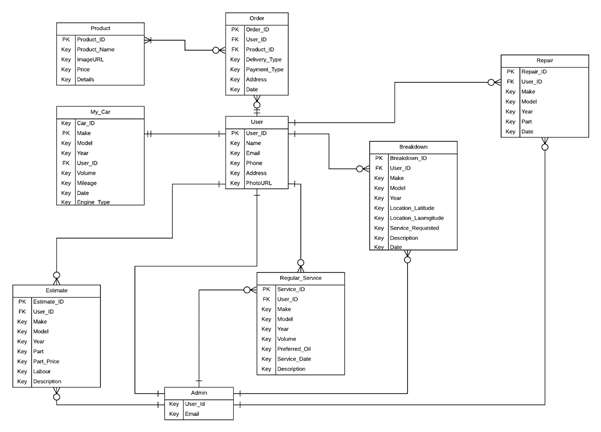 Product
PK Product_ID
Key Product_Name
Key ImageURL
Key Price
Key Details
Order
PK Order_ID
FK User_ID
FK Product_ID
Key Delivery_Type
Key Payment_Type
Key Address
Key Date
Repair
PK Repair_ID
FK User_ID
Key Make
Key Model
Key Year
Key Part
Key Date
My_Car
Key Car_ID
PK Make
Key Model
Key Year
FK User_ID
Key Volume
Key Mileage
Key Date
Key Engine_Type
User
PK User_ID
Key Name
Key Email
Key Phone
Key Address
Key PhotoURL
Breakdown
PK Breakdown_ID
FK User_ID
Key Make
Key Model
Key Year
Key Location_Latitude
Key Location_Laongitude
Key Service_Requested
Key Description
Key Date
Estimate
PK Estimate_ID
FK User_ID
Key Make
Key Model
Key Year
Key Part
Key Part_Price
Key Labour
Key Description
Regular_Service
PK Service_ID
FK User_ID
Key Make
Key Model
Key Year
Key Volume
Key Preferred_Oil
Key Service_Date
Key Description
Admin
Key User_Id
Key Email